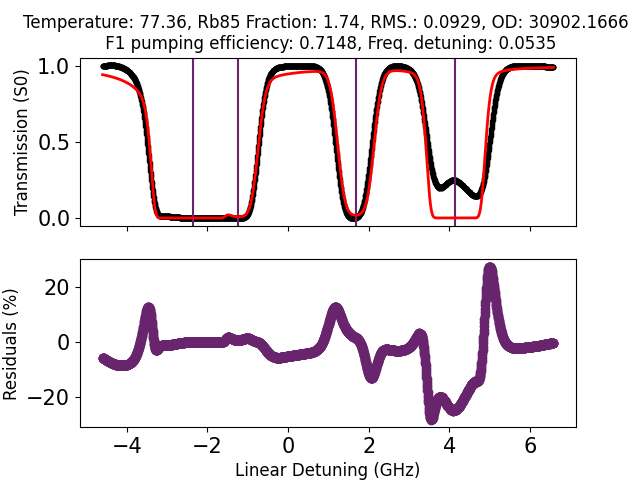 Temperature: 77.36, Rb85 Fraction: 1.74, RMS.: 0.0929, OD: 30902.1666
F1 pumping efficiency: 0.7148, Freq. detuning: 0.0535
Transmission (S0)
1.0
0.5
0.0
Residuals (%)
20
0
−20
−4 −2 0 2 4 6
Linear Detuning (GHz)